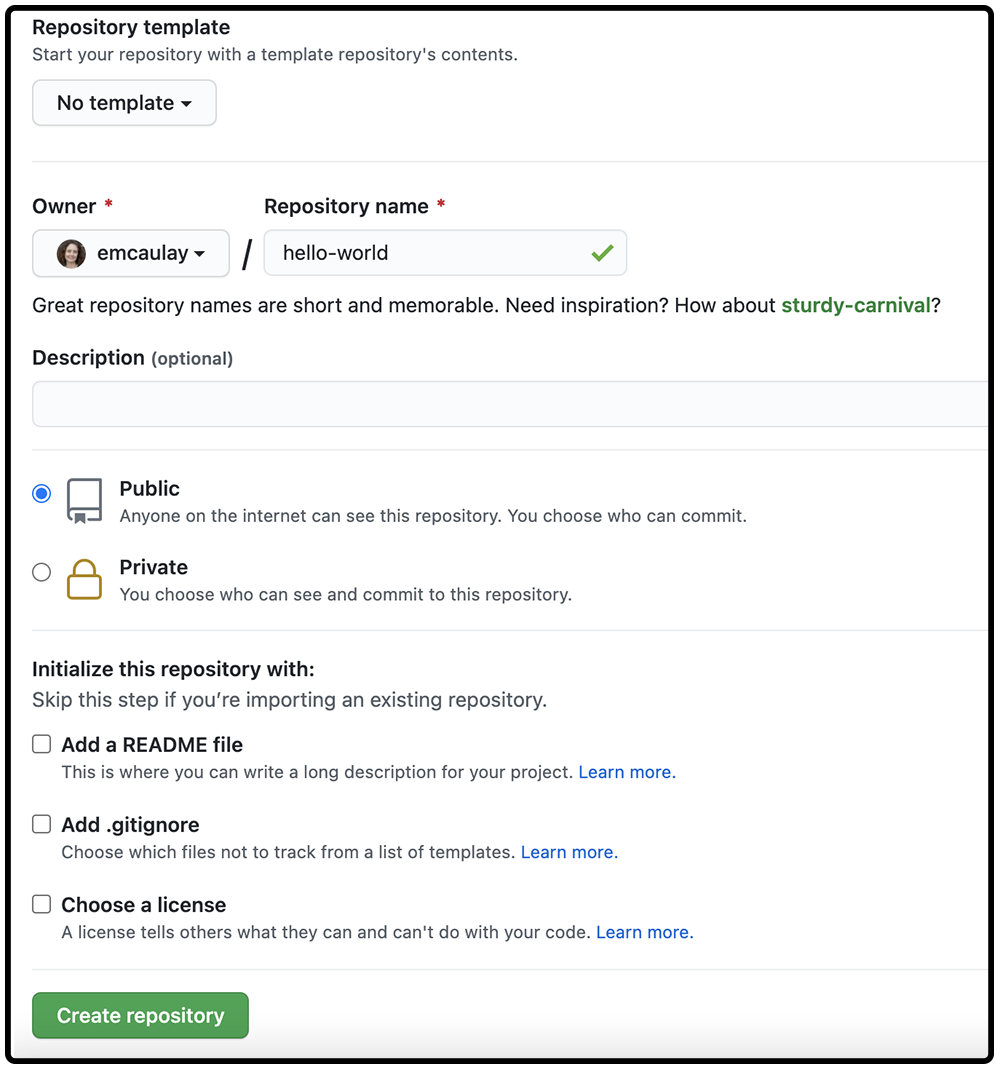 Repository template
Start your repository with a template repository's contents.
No template
Owner * Repository name *
emcaulay / hello-world
Great repository names are short and memorable. Need inspiration? How about sturdy-carnival?
Description (optional)
Public
Anyone on the internet can see this repository. You choose who can commit.
Private
You choose who can see and commit to this repository.
Initialize this repository with:
Skip this step if you’re importing an existing repository.
Add a README file
This is where you can write a long description for your project. Learn more.
Add .gitignore
Choose which files not to track from a list of templates. Learn more.
Choose a license
A license tells others what they can and can't do with your code. Learn more.
Create repository